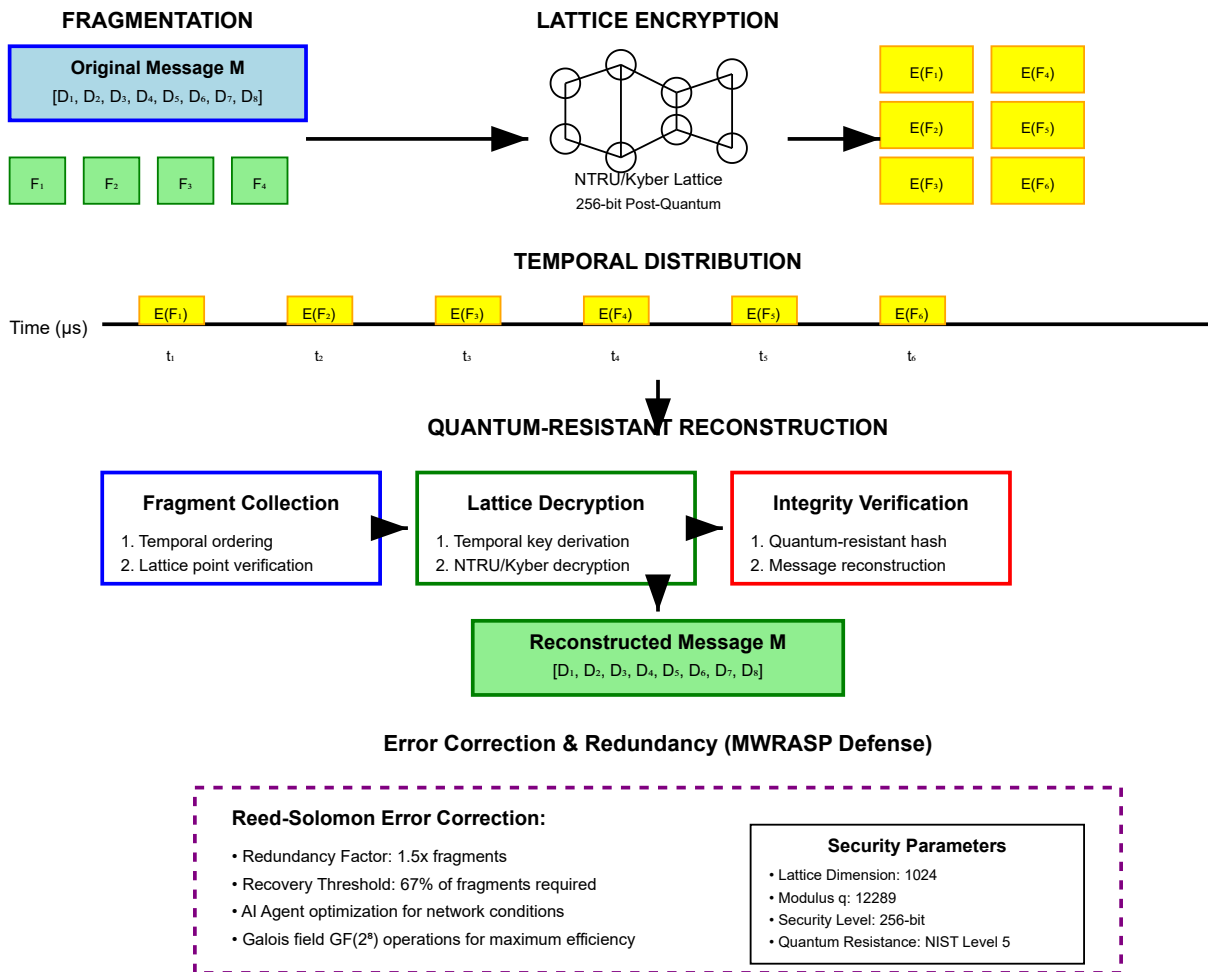 FRAGMENTATION
LATTICE ENCRYPTION
Original Message M
[D₁, D₂, D₃, D₄, D₅, D₆, D₇, D₈]
F₁ F₂ F₃ F₄
NTRU/Kyber Lattice
256-bit Post-Quantum
E(F₁) E(F₄)
E(F₂) E(F₅)
E(F₃) E(F₆)
TEMPORAL DISTRIBUTION
Time (μs)
E(F₁) E(F₂) E(F₃) E(F₄) E(F₅) E(F₆)
t₁ t₂ t₃ t₄ t₅ t₆
QUANTUM-RESISTANT RECONSTRUCTION
Fragment Collection
1. Temporal ordering
2. Lattice point verification
Lattice Decryption
1. Temporal key derivation
2. NTRU/Kyber decryption
Integrity Verification
1. Quantum-resistant hash
2. Message reconstruction
Reconstructed Message M
[D₁, D₂, D₃, D₄, D₅, D₆, D₇, D₈]
Error Correction & Redundancy (MWRASP Defense)
Reed-Solomon Error Correction:
• Redundancy Factor: 1.5x fragments
• Recovery Threshold: 67% of fragments required
• AI Agent optimization for network conditions
• Galois field GF(2⁸) operations for maximum efficiency
Security Parameters
• Lattice Dimension: 1024
• Modulus q: 12289
• Security Level: 256-bit
• Quantum Resistance: NIST Level 5